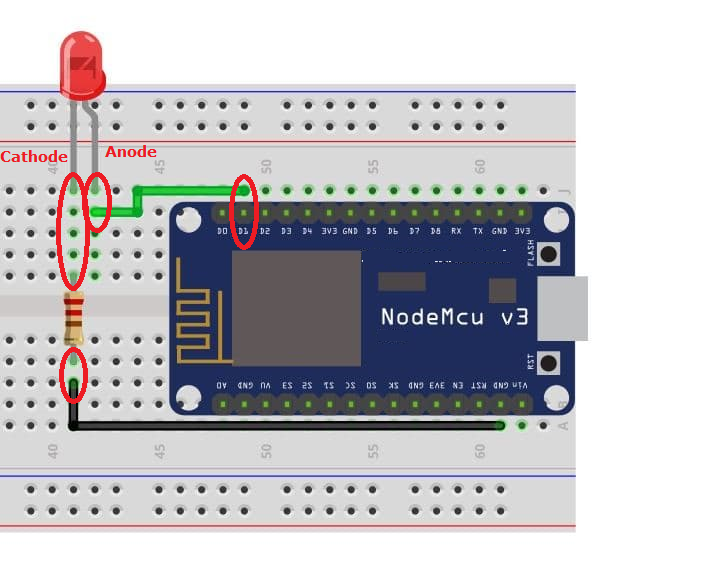 Cathode
Anode
40 45 50 55 60
J
D0 D1 D2 D3 D4 3V3 GND D5 D6 D7 D8 RX TX GND 3V3
FLASH
NodeMcu v3
RST
A0 GND VU S3 S2 S1 SC S0 SK GND 3V3 EN RST GND Vin
A
40 45 50 55 60